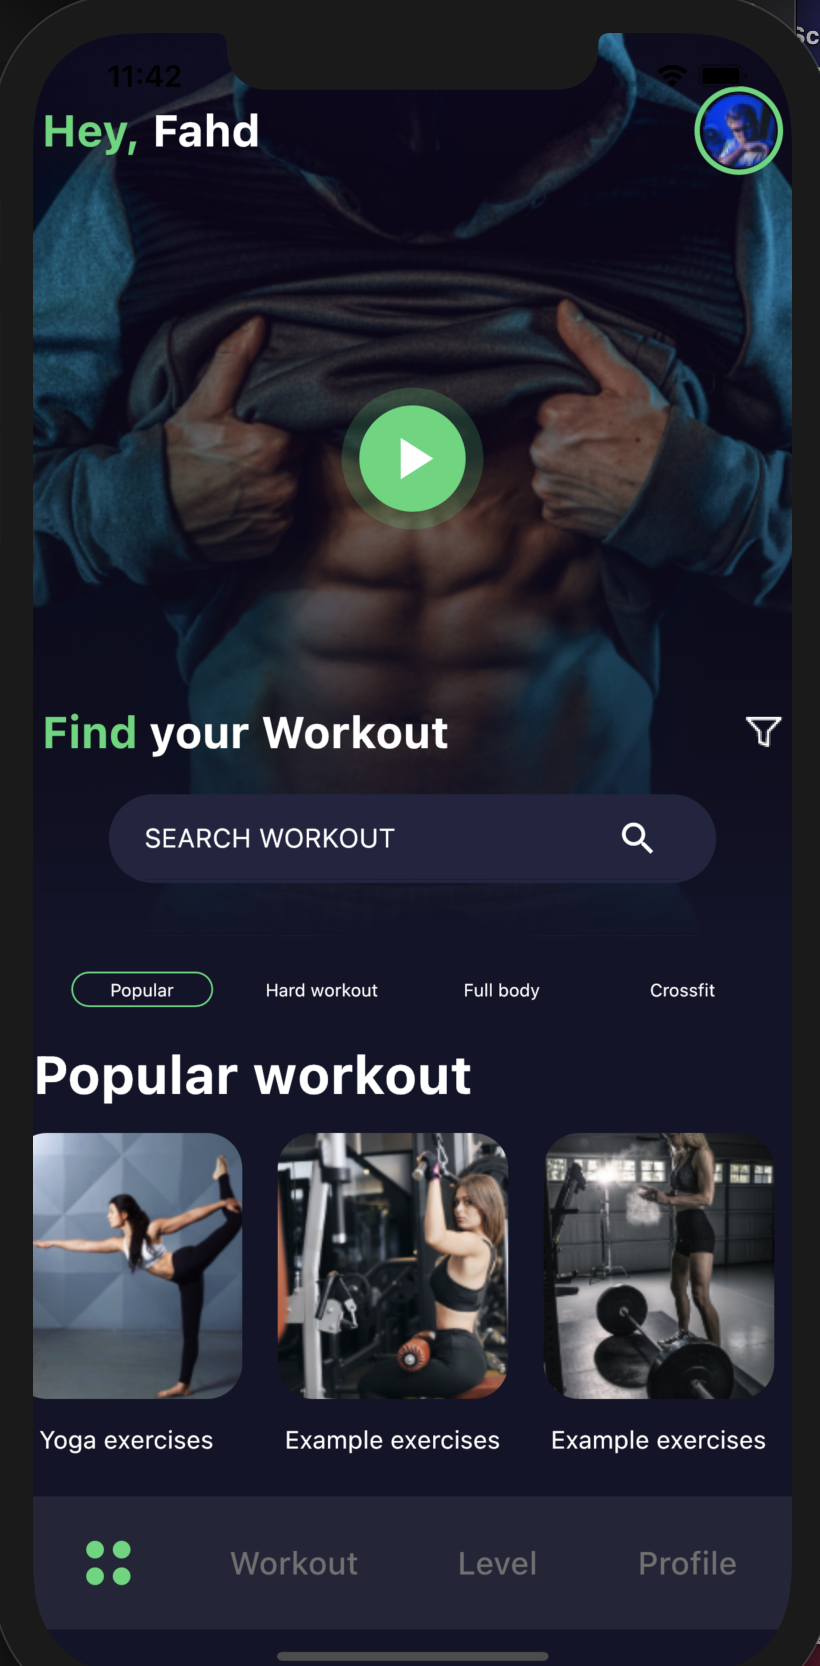 Sc
11:42
Hey, Fahd
Find your Workout
SEARCH WORKOUT
Popular Hard workout Full body Crossfit
Popular workout
Yoga exercises Example exercises Example exercises
Workout Level Profile